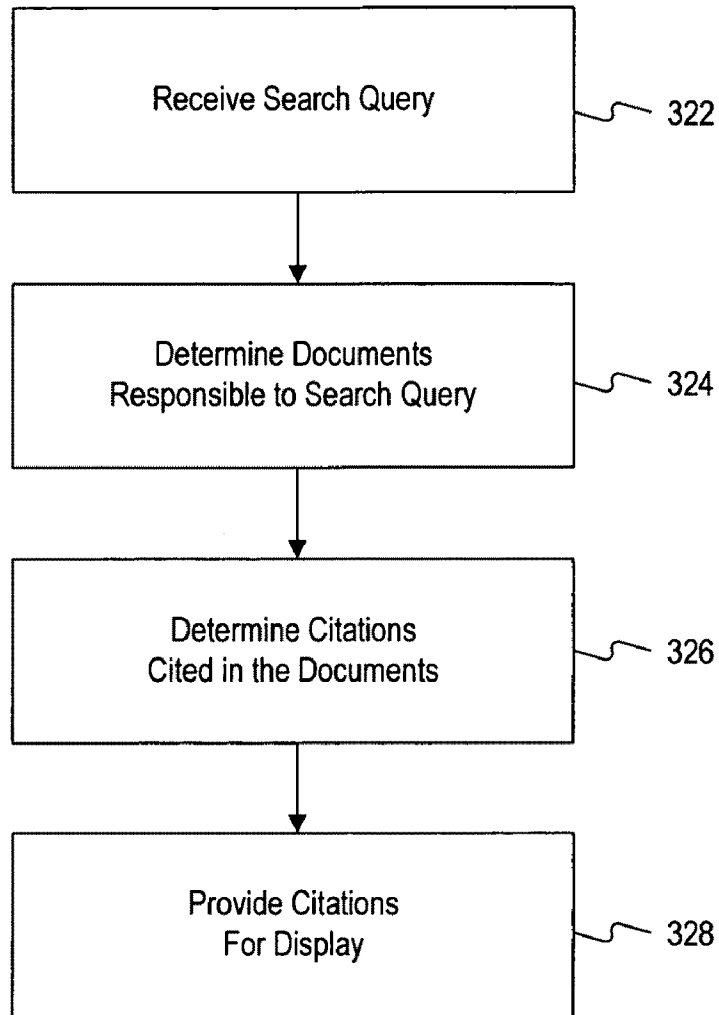 Receive Search Query
322
Determine Documents
Responsible to Search Query
324
Determine Citations
Cited in the Documents
326
Provide Citations
For Display
328